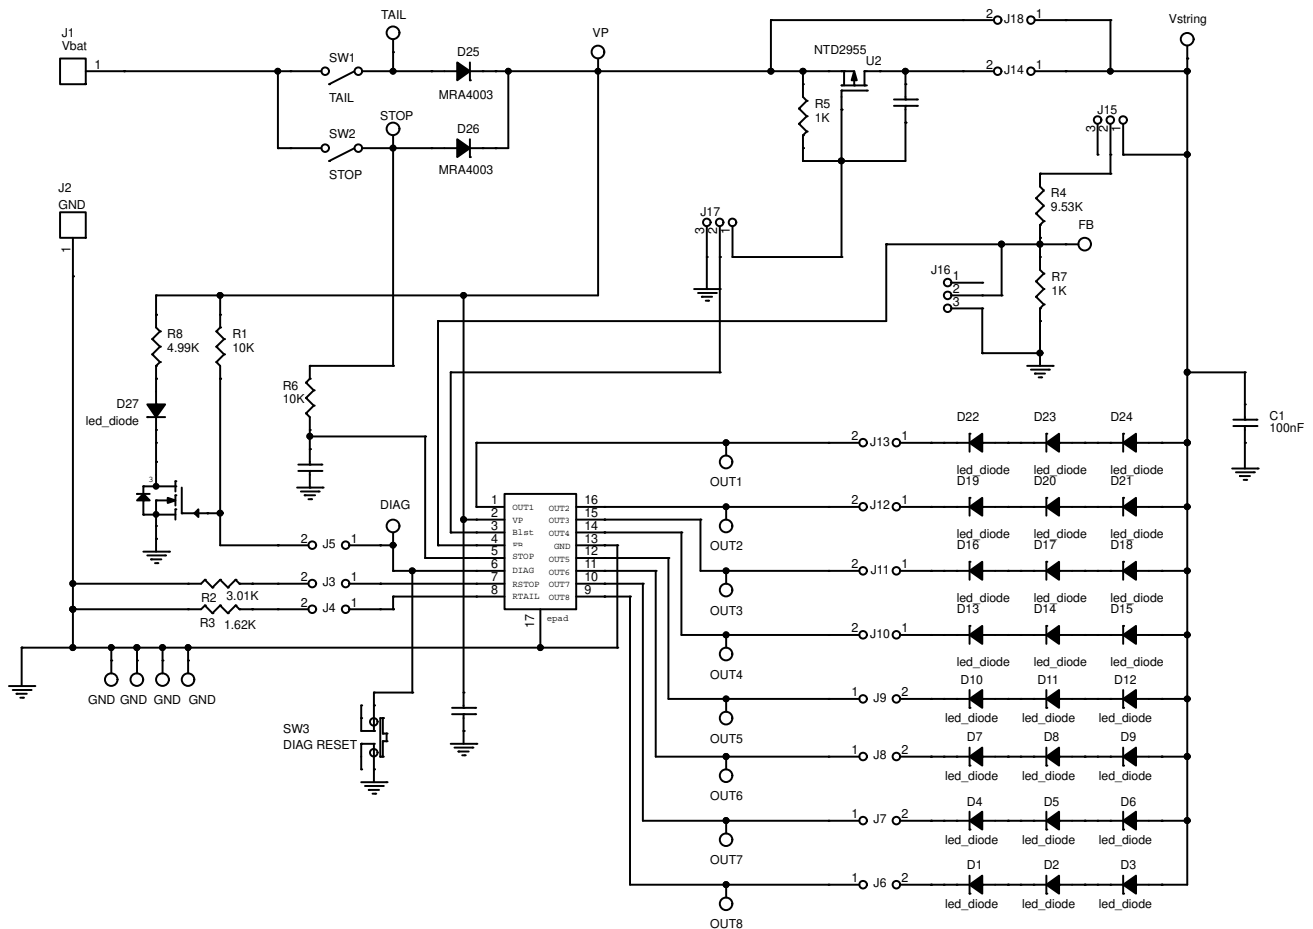 TAIL
J1
Vbat
1
SW1
TAIL
D25
MRA4003
VP
NTD2955
U2
2 J18 1
2 J14 1
Vstring
R5
1K
J15
3 2 1
STOP
SW2
STOP
D26
MRA4003
J2
GND
1
R4
9.53K
FB
J17
3 2 1
J16
1
2
3
R7
1K
R8
4.99K
R1
10K
R6
10K
D27
led_diode
3
C1
100nF
DIAG
2 J5 1
2 J3 1
2 J4 1
R2 3.01K
R3 1.62K
1 OUT1
2 VP
3 Blst
4
5 STOP
6 DIAG
7 RSTOP
8 RTAIL
OUT2 16
OUT3 15
OUT4 14
GND 13
OUT5 12
OUT6 11
OUT7 10
OUT8 9
17 epad
GND GND GND GND
SW3
DIAG RESET
OUT1
2 J13 1
D22 D23 D24
led_diode led_diode led_diode
OUT2
2 J12 1
D19 D20 D21
led_diode led_diode led_diode
OUT3
2 J11 1
D16 D17 D18
led_diode led_diode led_diode
OUT4
2 J10 1
D13 D14 D15
led_diode led_diode led_diode
OUT5
1 J9 2
D10 D11 D12
led_diode led_diode led_diode
OUT6
1 J8 2
D7 D8 D9
led_diode led_diode led_diode
OUT7
1 J7 2
D4 D5 D6
led_diode led_diode led_diode
OUT8
1 J6 2
D1 D2 D3
led_diode led_diode led_diode